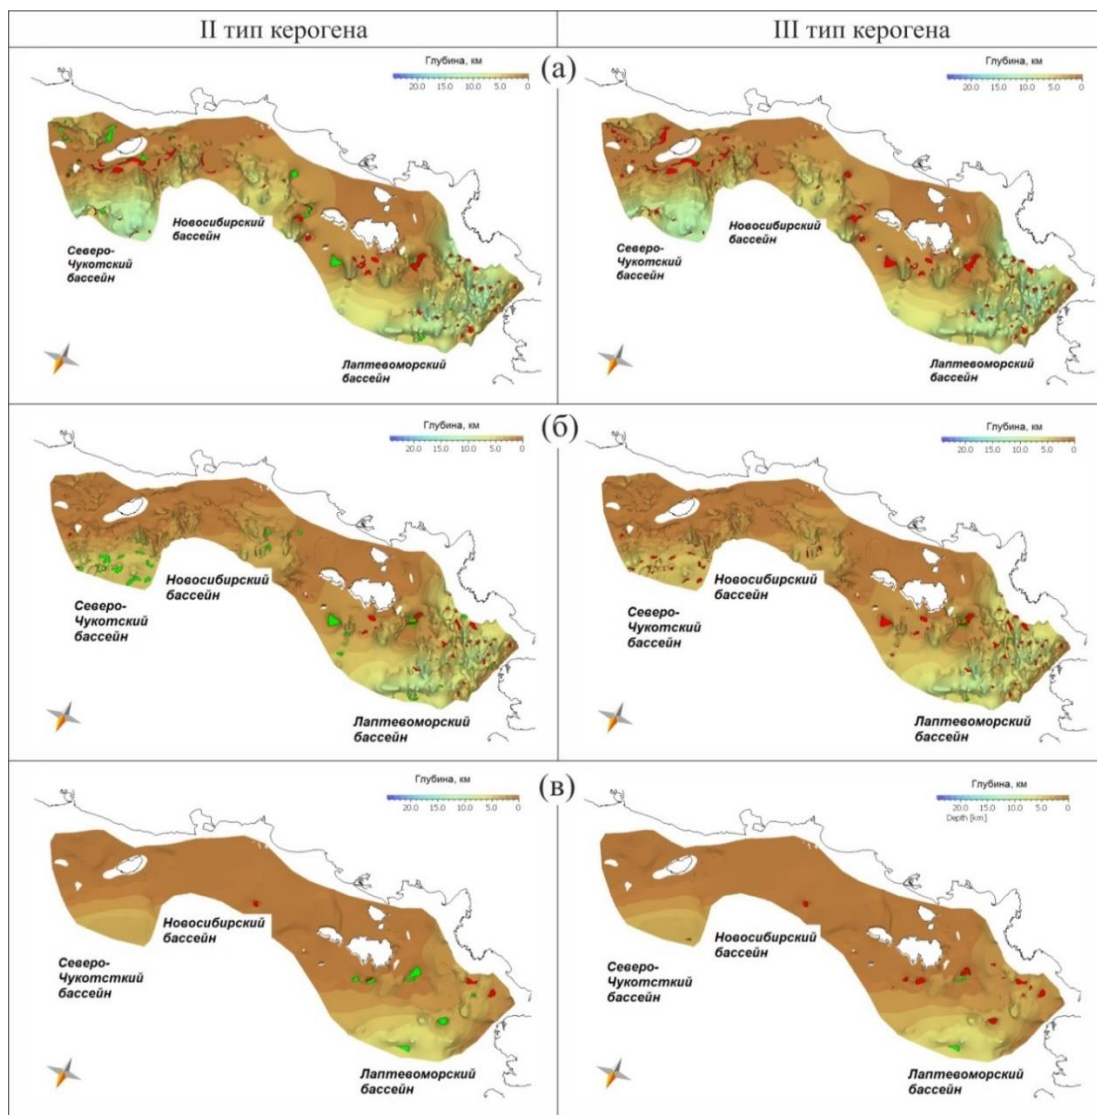 II тип керогена
III тип керогена
(а)
Глубина, км
20.0 15.0 10.0 5.0 0
Новосибирский
бассейн
Северо-
Чукотский
бассейн
Лаптевоморский
бассейн
Глубина, км
20.0 15.0 10.0 5.0 0
Новосибирский
бассейн
Северо-
Чукотский
бассейн
Лаптевоморский
бассейн
(б)
Глубина, км
20.0 15.0 10.0 5.0 0
Новосибирский
бассейн
Северо-
Чукотский
бассейн
Лаптевоморский
бассейн
Глубина, км
20.0 15.0 10.0 5.0 0
Новосибирский
бассейн
Северо-
Чукотский
бассейн
Лаптевоморский
бассейн
(в)
Глубина, км
20.0 15.0 10.0 5.0 0
Новосибирский
бассейн
Северо-
Чукотсткий
бассейн
Лаптевоморский
бассейн
Глубина, км
20.0 15.0 10.0 5.0 0
Depth [km]
Новосибирский
бассейн
Северо-
Чукотсткий
бассейн
Лаптевоморский
бассейн